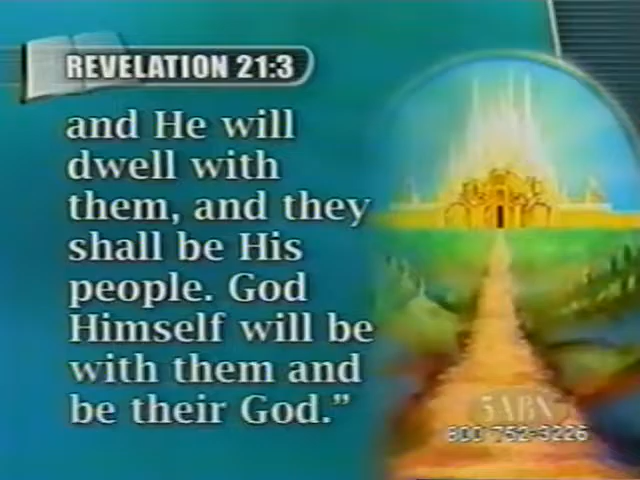 REVELATION 21:3
and He will
dwell with
them, and they
shall be His
people. God
Himself will be
with them and
be their God.”
3ABN
800 752-3226